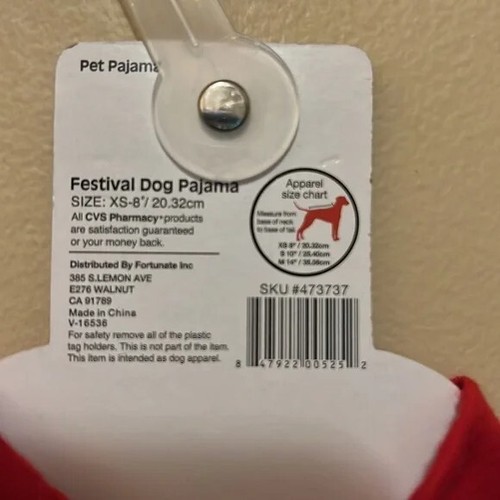 Pet Pajama
Festival Dog Pajama
SIZE: XS-8"/ 20.32cm
All CVS Pharmacy® products
are satisfaction guaranteed
or your money back.
Distributed By Fortunate Inc
385 S.LEMON AVE
E276 WALNUT
CA 91789
Made in China
V-16536
For safety remove all of the plastic
tag holders. This is not part of the item.
This item is intended as dog apparel.
Apparel
size chart
Measure from
base of neck
to base of tail
XS 8" / 20.32cm
S 10" / 25.40cm
M 14" / 35.56cm
SKU #473737
8 47922 00525 2